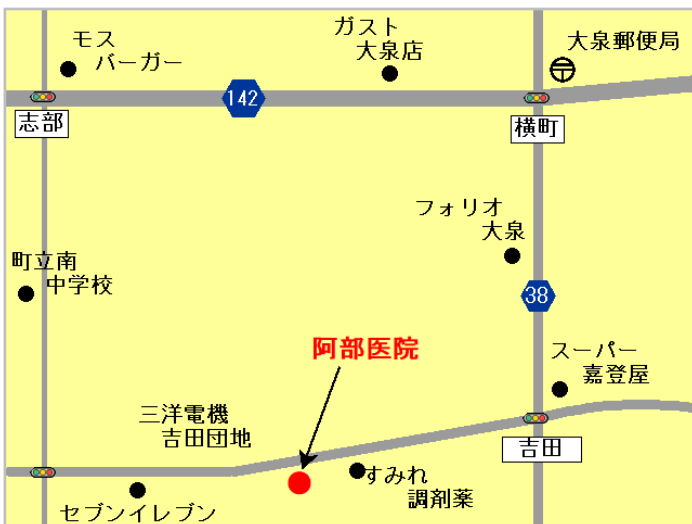 モス
バーガー
ガスト
大泉店
大泉郵便局
142
志部
横町
フォリオ
大泉
町立南
中学校
38
阿部医院
スーパー
嘉登屋
三洋電機
吉田団地
吉田
すみれ
調剤薬
セブンイレブン